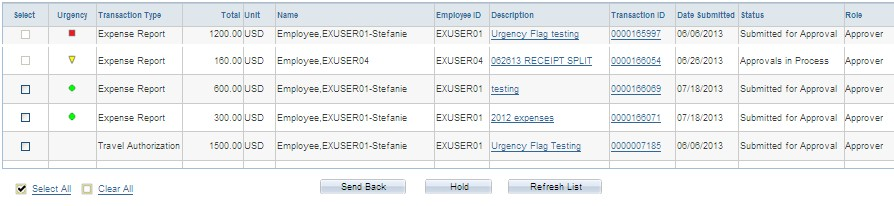 Select Urgency Transaction Type Total Unit Name Employee ID Description Transaction ID Date Submitted Status Role
Expense Report 1200.00 USD Employee,EXUSER01-Stefanie EXUSER01 Urgency Flag testing 0000165997 06/06/2013 Submitted for Approval Approver
Expense Report 160.00 USD Employee,EXUSER04 EXUSER04 062613 RECEIPT SPLIT 0000166054 06/26/2013 Approvals in Process Approver
Expense Report 600.00 USD Employee,EXUSER01-Stefanie EXUSER01 testing 0000166069 07/18/2013 Submitted for Approval Approver
Expense Report 300.00 USD Employee,EXUSER01-Stefanie EXUSER01 2012 expenses 0000166071 07/18/2013 Submitted for Approval Approver
Travel Authorization 1500.00 USD Employee,EXUSER01-Stefanie EXUSER01 Urgency Flag Testing 0000007185 06/06/2013 Submitted for Approval Approver
Select All Clear All Send Back Hold Refresh List